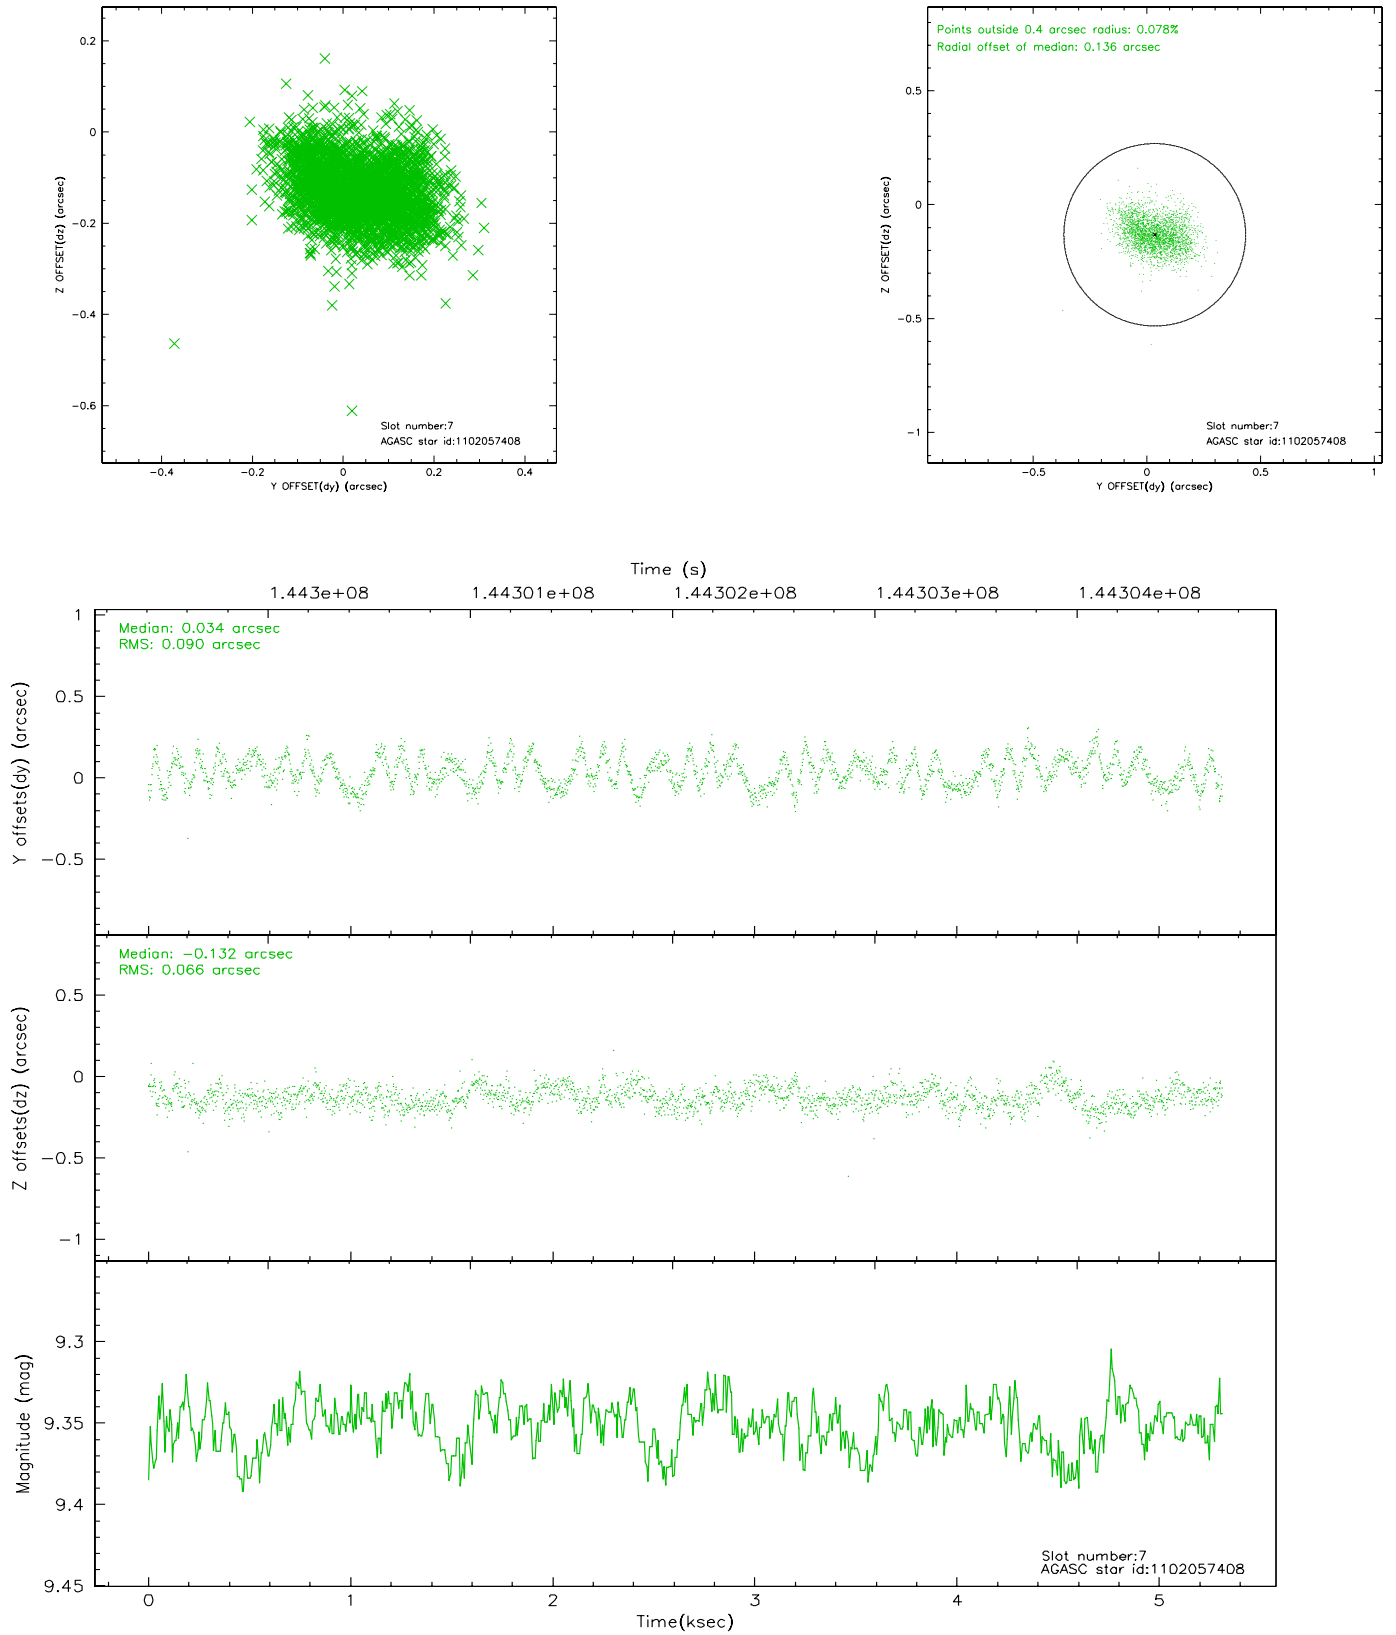 0.2
0
−0.2
−0.4
−0.6
Z OFFSET(dz) (arcsec)
Slot number:7
AGASC star id:1102057408
−0.4
−0.2
0
0.2
0.4
Y OFFSET(dy) (arcsec)
Points outside 0.4 arcsec radius: 0.078%
Radial offset of median: 0.136 arcsec
0.5
0
−0.5
−1
Z OFFSET(dz) (arcsec)
Slot number:7
AGASC star id:1102057408
−0.5
0
0.5
1
Y OFFSET(dy) (arcsec)
Time (s)
1.443e+08
1.44301e+08
1.44302e+08
1.44303e+08
1.44304e+08
Median: 0.034 arcsec
RMS: 0.090 arcsec
1
0.5
0
−0.5
Y offsets(dy) (arcsec)
Median: −0.132 arcsec
RMS: 0.066 arcsec
0.5
0
−0.5
−1
Z offsets(dz) (arcsec)
9.3
9.35
9.4
9.45
Magnitude (mag)
Slot number:7
AGASC star id:1102057408
0
1
2
3
4
5
Time(ksec)